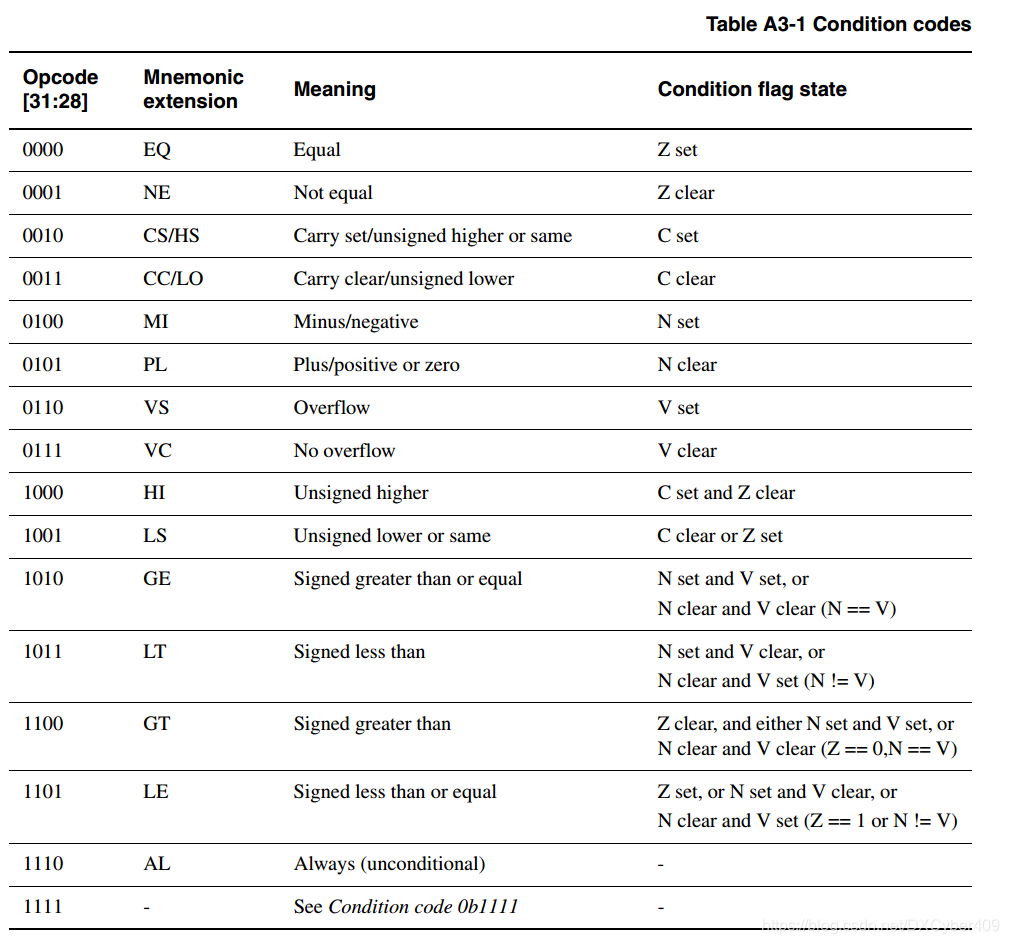 Table A3-1 Condition codes
Opcode [31:28] Mnemonic extension Meaning Condition flag state
0000 EQ Equal Z set
0001 NE Not equal Z clear
0010 CS/HS Carry set/unsigned higher or same C set
0011 CC/LO Carry clear/unsigned lower C clear
0100 MI Minus/negative N set
0101 PL Plus/positive or zero N clear
0110 VS Overflow V set
0111 VC No overflow V clear
1000 HI Unsigned higher C set and Z clear
1001 LS Unsigned lower or same C clear or Z set
1010 GE Signed greater than or equal N set and V set, or
N clear and V clear (N == V)
1011 LT Signed less than N set and V clear, or
N clear and V set (N != V)
1100 GT Signed greater than Z clear, and either N set and V set, or
N clear and V clear (Z == 0,N == V)
1101 LE Signed less than or equal Z set, or N set and V clear, or
N clear and V set (Z == 1 or N != V)
1110 AL Always (unconditional) -
1111 - See Condition code 0b1111 -
https://blog.csdn.net/DXCyber409